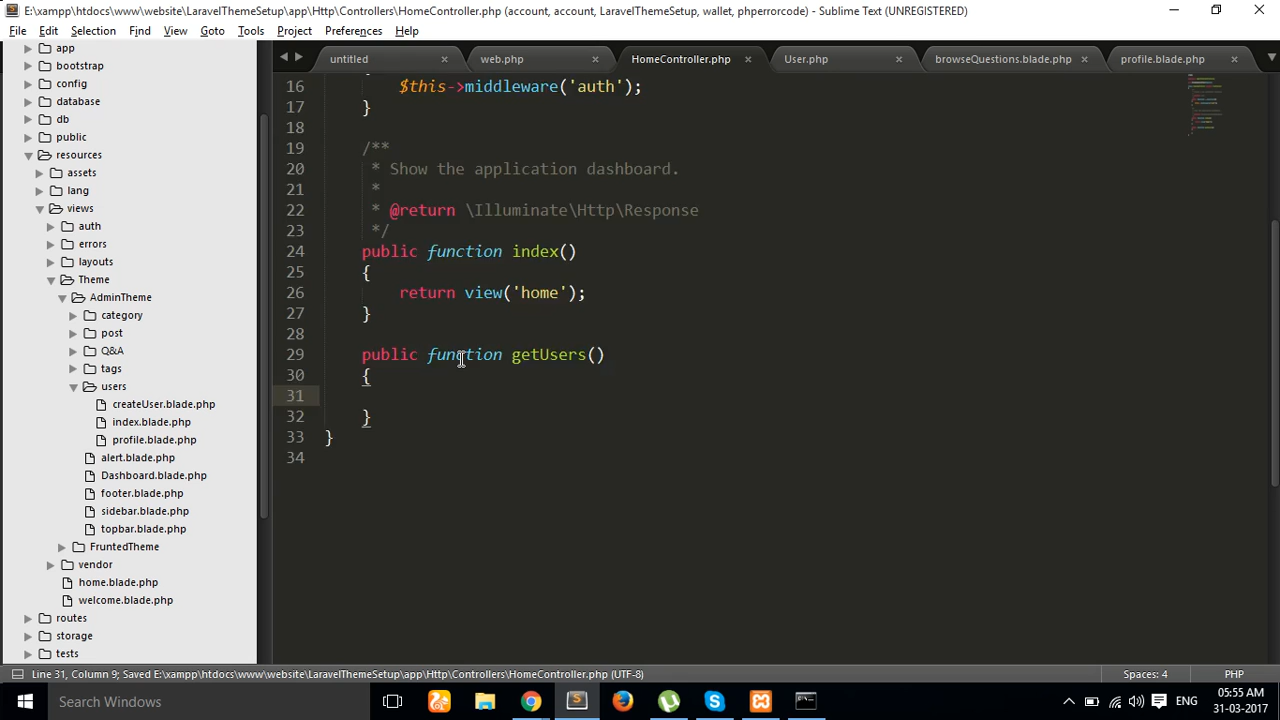 E:\xampp\htdocs\www\website\LaravelThemeSetup\app\Http\Controllers\HomeController.php (account, account, LaravelThemeSetup, wallet, phperrorcode) - Sublime Text (UNREGISTERED)
File Edit Selection Find View Goto Tools Project Preferences Help
untitled web.php HomeController.php User.php browseQuestions.blade.php profile.blade.php
app
bootstrap
config
database
db
public
resources
assets
lang
views
auth
errors
layouts
Theme
AdminTheme
category
post
Q&A
tags
users
createUser.blade.php
index.blade.php
profile.blade.php
alert.blade.php
Dashboard.blade.php
footer.blade.php
sidebar.blade.php
topbar.blade.php
FruntedTheme
vendor
home.blade.php
welcome.blade.php
routes
storage
tests
16 $this->middleware('auth');
17 }
18
19 /**
20 * Show the application dashboard.
21 *
22 * @return \Illuminate\Http\Response
23 */
24 public function index()
25 {
26 return view('home');
27 }
28
29 public function getUsers()
30 {
31
32 }
33 }
34
Line 31, Column 9; Saved E:\xampp\htdocs\www\website\LaravelThemeSetup\app\Http\Controllers\HomeController.php (UTF-8) Spaces: 4 PHP
Search Windows
ENG
05:55 AM
31-03-2017